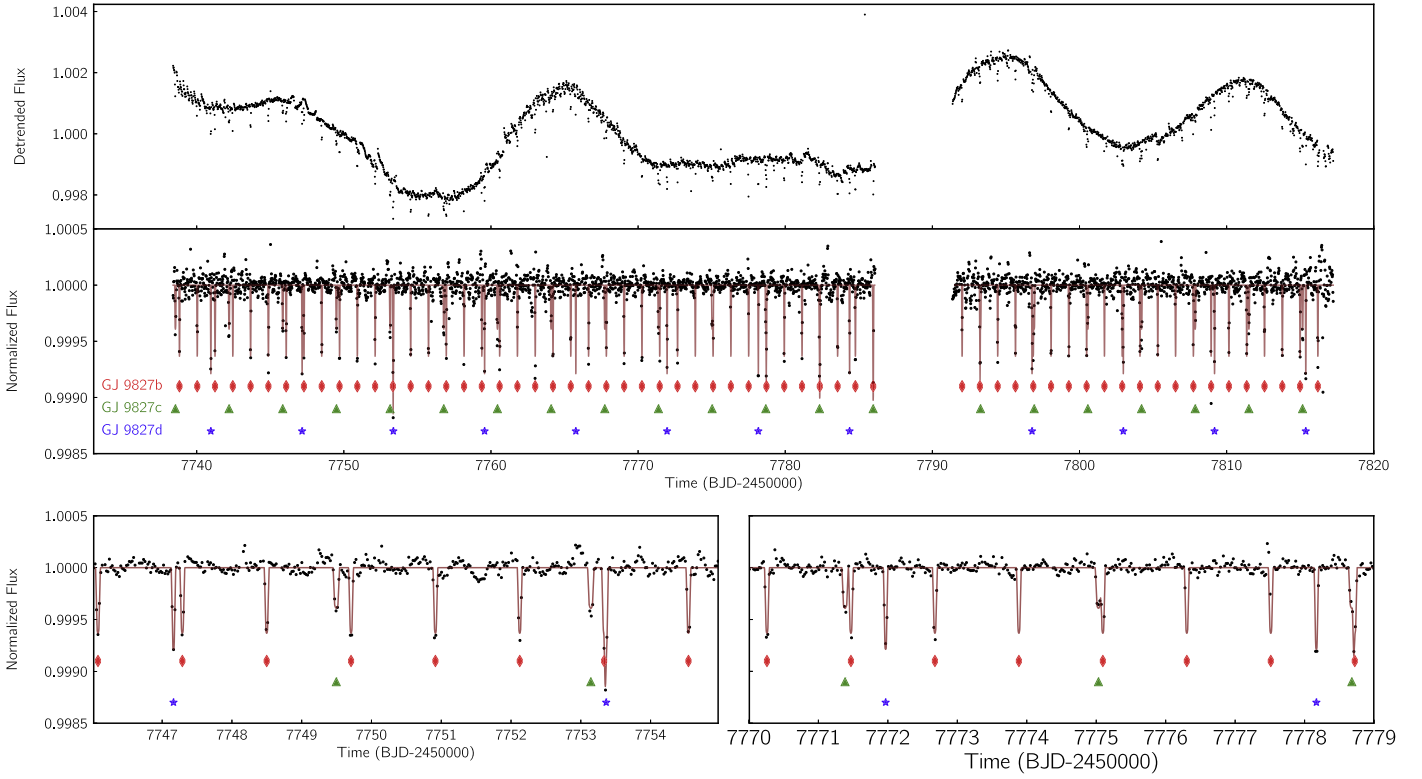 1.004
1.002
1.000
0.998
Detrended Flux
1.0005
1.0000
0.9995
0.9990
0.9985
Normalized Flux
GJ 9827b
GJ 9827c
GJ 9827d
7740 7750 7760 7770 7780 7790 7800 7810 7820
Time (BJD-2450000)
1.0005
1.0000
0.9995
0.9990
0.9985
Normalized Flux
7747 7748 7749 7750 7751 7752 7753 7754
Time (BJD-2450000)
7770 7771 7772 7773 7774 7775 7776 7777 7778 7779
Time (BJD-2450000)